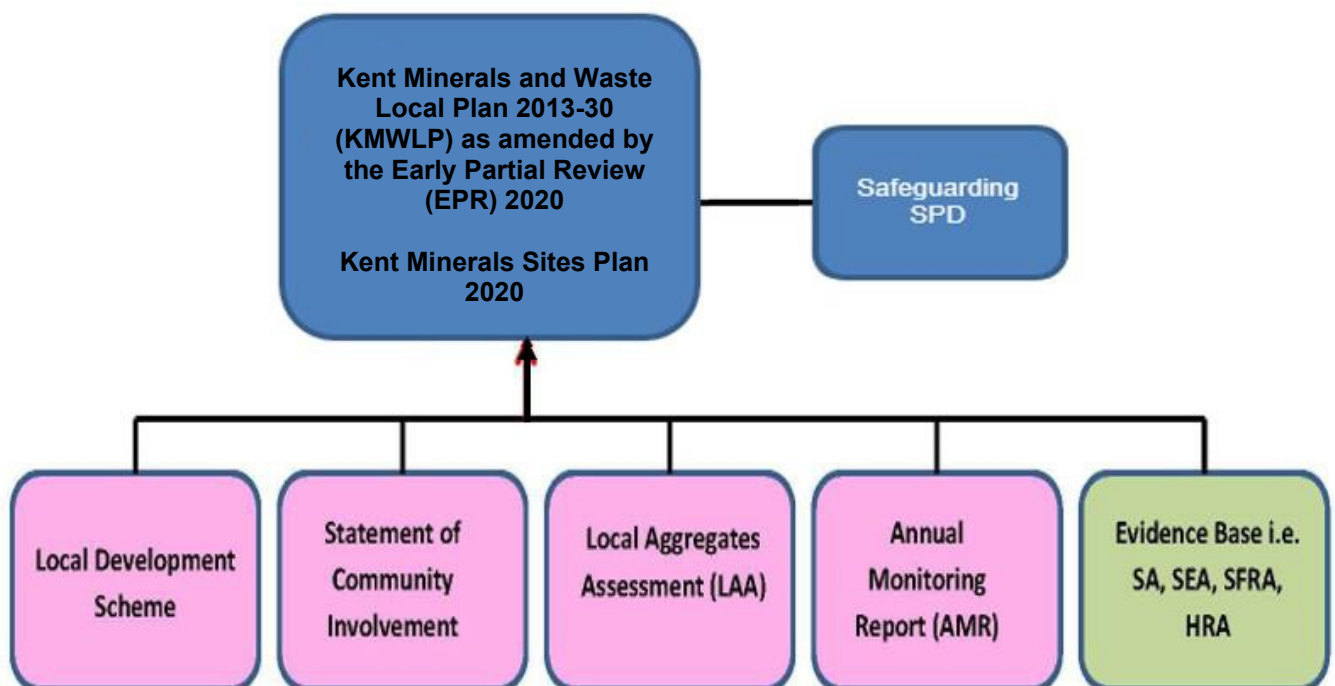 Kent Minerals and Waste
Local Plan 2013-30
(KMWLP) as amended by
the Early Partial Review
(EPR) 2020
Kent Minerals Sites Plan
2020
Safeguarding
SPD
Local Development
Scheme
Statement of
Community
Involvement
Local Aggregates
Assessment (LAA)
Annual
Monitoring
Report (AMR)
Evidence Base i.e.
SA, SEA, SFRA,
HRA